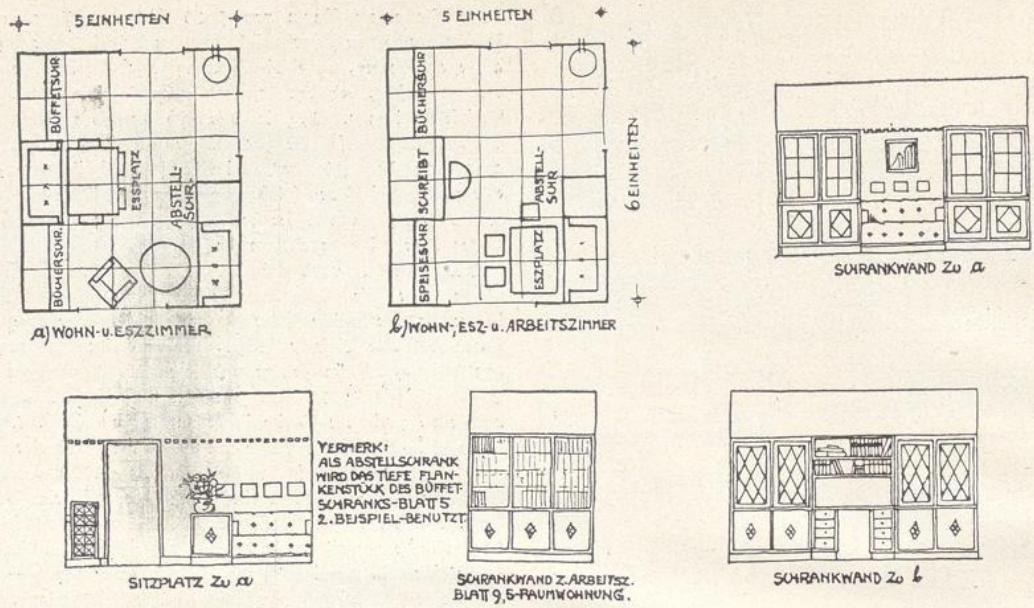 5 EINHEITEN
5 EINHEITEN
BÜFFETSCHR
ESSPLATZ
ABSTELL-
SCHR.
BÜCHERSCHR.
a) WOHN- u. ESZZIMMER
BÜCHERSCHR
SCHREIBT
ABSTELL-
SCHR
SPEISESCHR
ESZPLATZ
6 EINHEITEN
b) WOHN-, ESZ- u. ARBEITSZIMMER
SCHRANKWAND ZU a
SITZPLATZ ZU a
VERMERK:
ALS ABSTELLSCHRANK
WIRD DAS TIEFE FLAN-
KENSTÜCK DES BÜFFET-
SCHRANKS-BLATT 5
2. BEISPIEL-BENUTZT.
SCHRANKWAND Z. ARBEITSZ.
BLATT 9, 5-RAUMWOHNUNG.
SCHRANKWAND ZU b